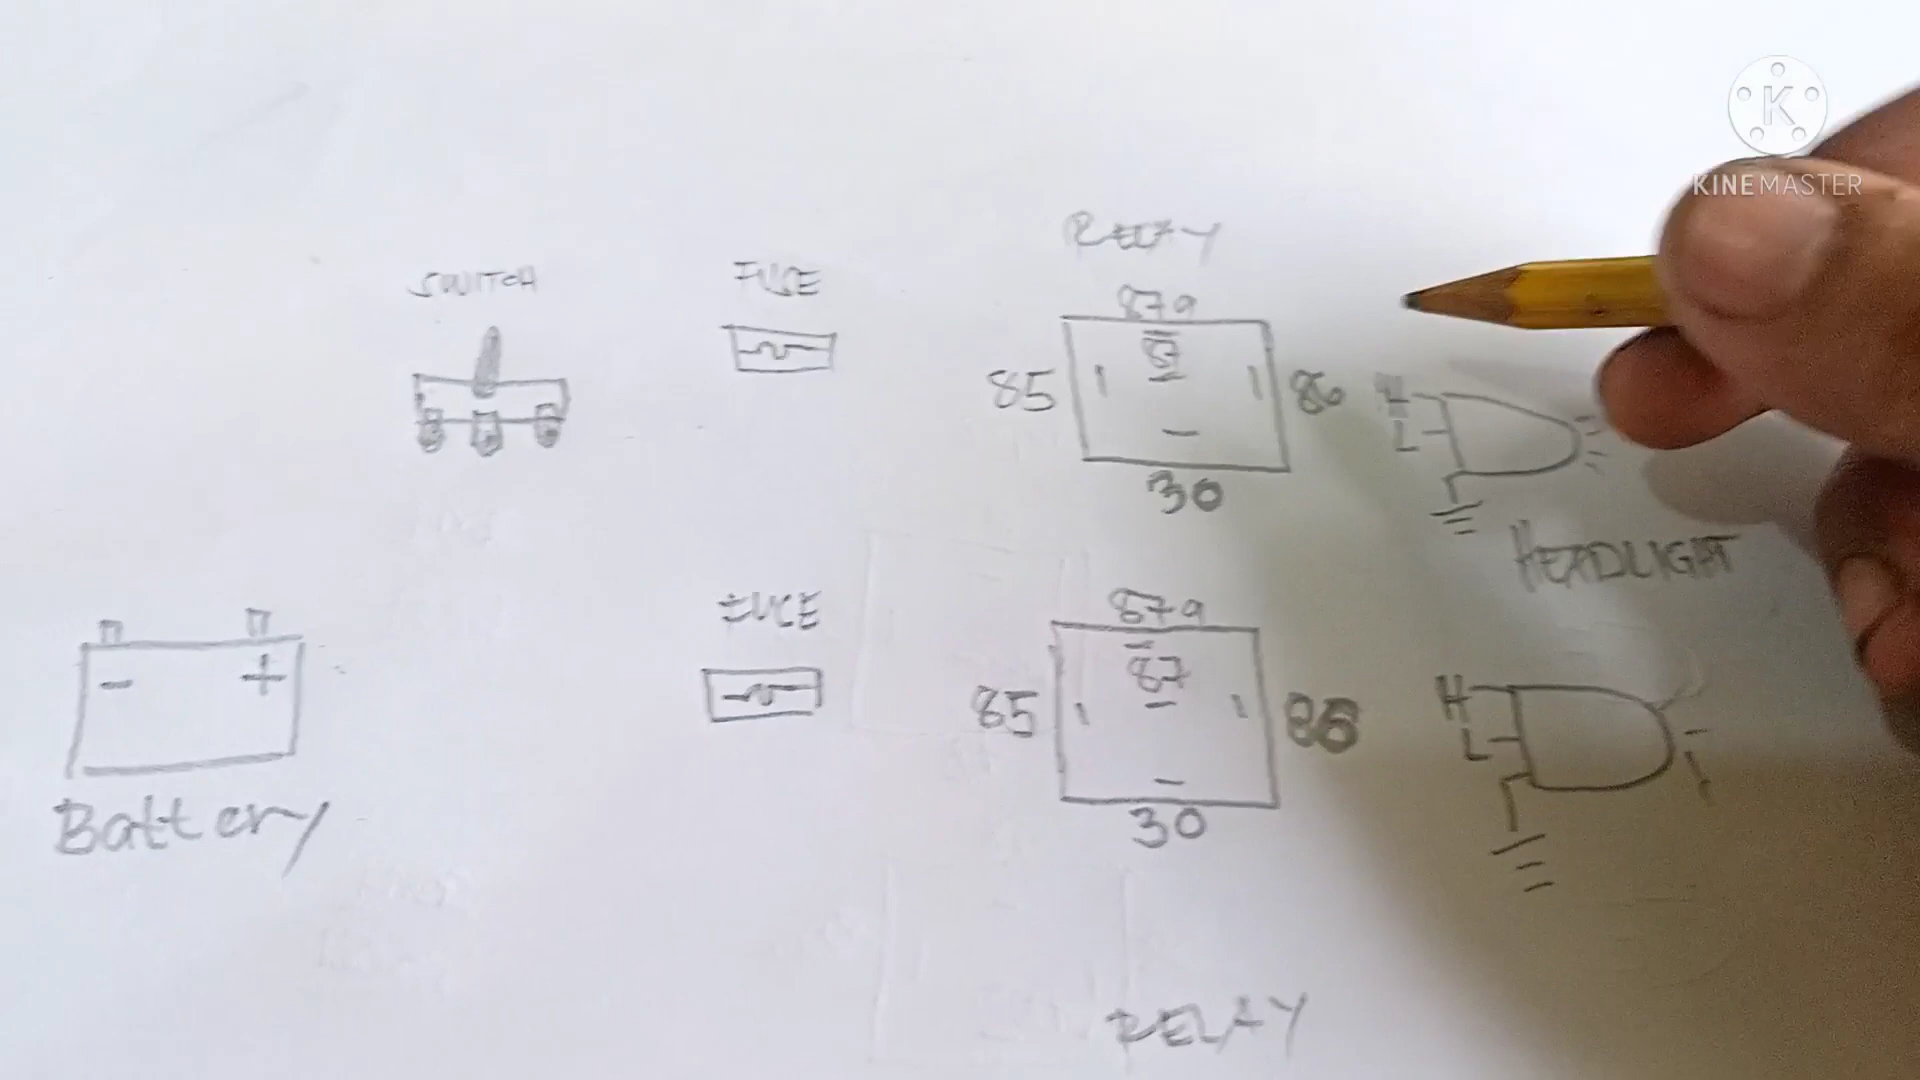 K
KINEMASTER
RELAY
SWITCH
FUSE
87a
87
85
86
30
H
L
HEADLIGHT
FUSE
87a
87
85
86
30
H
L
- +
Battery
RELAY